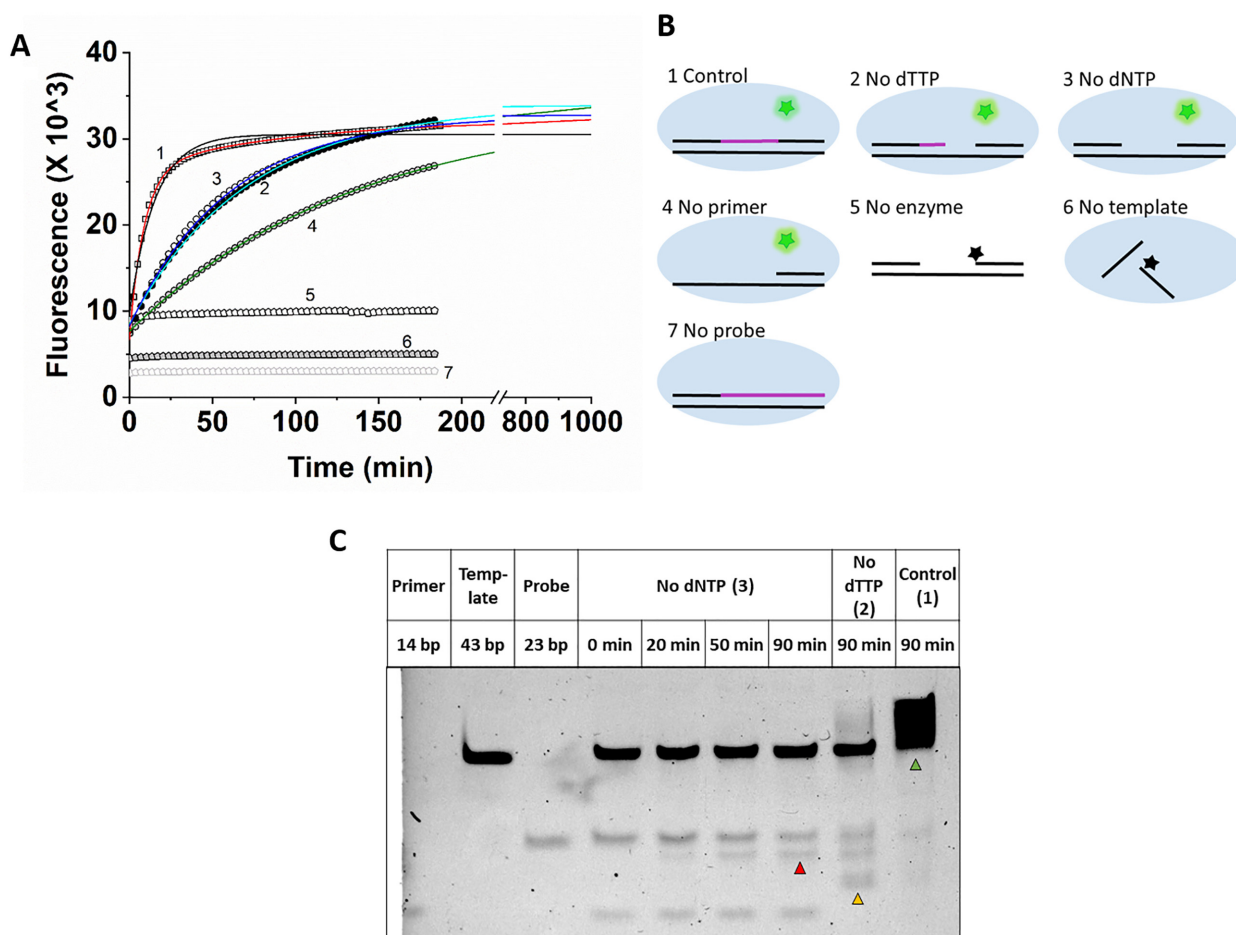 A
Fluorescence (X 10^3)
40
30
20
10
0
1
2
3
4
5
6
7
0 50 100 150 200 800 1000
Time (min)
B
1 Control
2 No dTTP
3 No dNTP
4 No primer
5 No enzyme
6 No template
7 No probe
C
Primer
Temp-
late
Probe
No dNTP (3)
No
dTTP
(2)
Control
(1)
14 bp 43 bp 23 bp 0 min 20 min 50 min 90 min 90 min 90 min